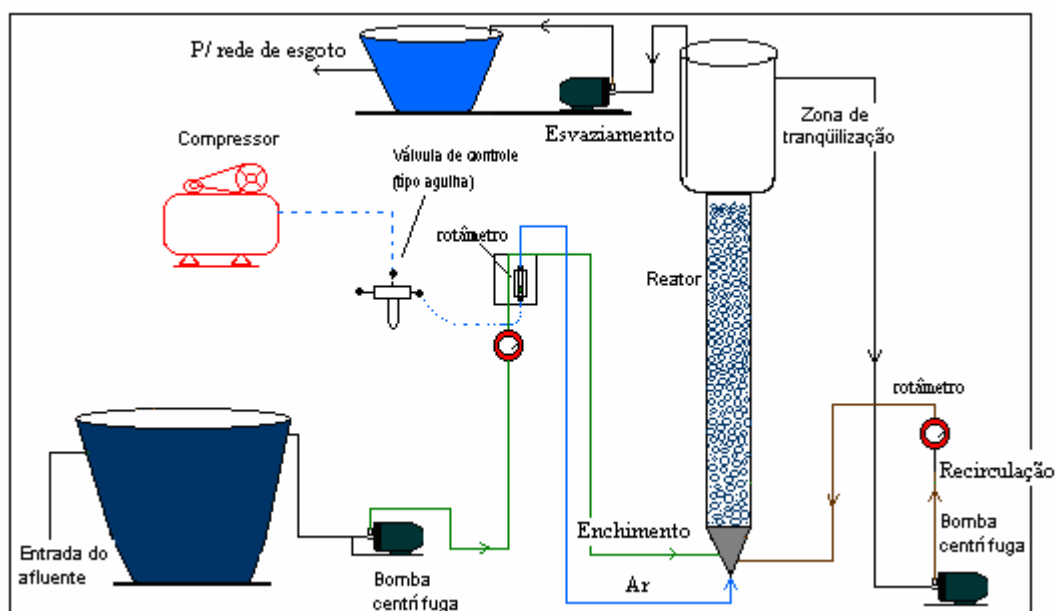 P/ rede de esgoto
Compressor
Válvula de controle
(tipo agulha)
Esvaziamento
Zona de
tranqüilização
rotâmetro
Reator
rotâmetro
Recirculação
Enchimento
Entrada do
afluente
Bomba
centrífuga
Ar
Bomba
centrífuga